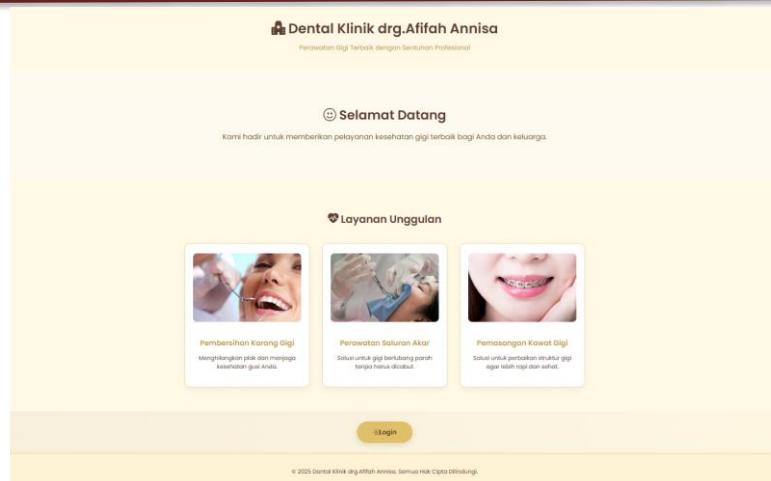 Dental Klinik drg.Afifah Annisa
Perawatan Gigi Terbaik dengan Sentuhan Profesional
Selamat Datang
Kami hadir untuk memberikan pelayanan kesehatan gigi terbaik bagi Anda dan keluarga.
Layanan Unggulan
Pembersihan Karang Gigi
Menghilangkan plak dan menjaga
kesehatan gusi Anda.
Perawatan Saluran Akar
Solusi untuk gigi berlubang parah
tanpa harus dicabut.
Pemasangan Kawat Gigi
Solusi untuk perbaikan struktur gigi
agar lebih rapi dan sehat.
Login
© 2025 Dental Klinik drg.Afifah Annisa. Semua Hak Cipta Dilindungi.